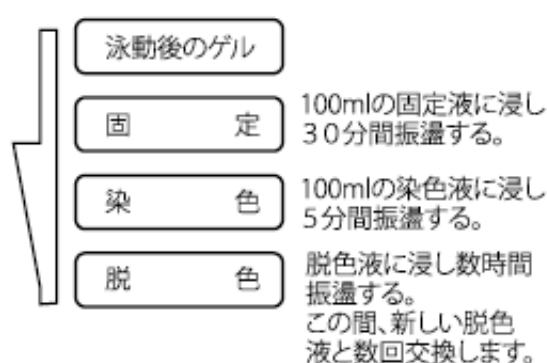 泳動後のゲル
固　　定
100mlの固定液に浸し
３０分間振盪する。
染　　色
100mlの染色液に浸し
5分間振盪する。
脱　　色
脱色液に浸し数時間
振盪する。
この間、新しい脱色
液と数回交換します。